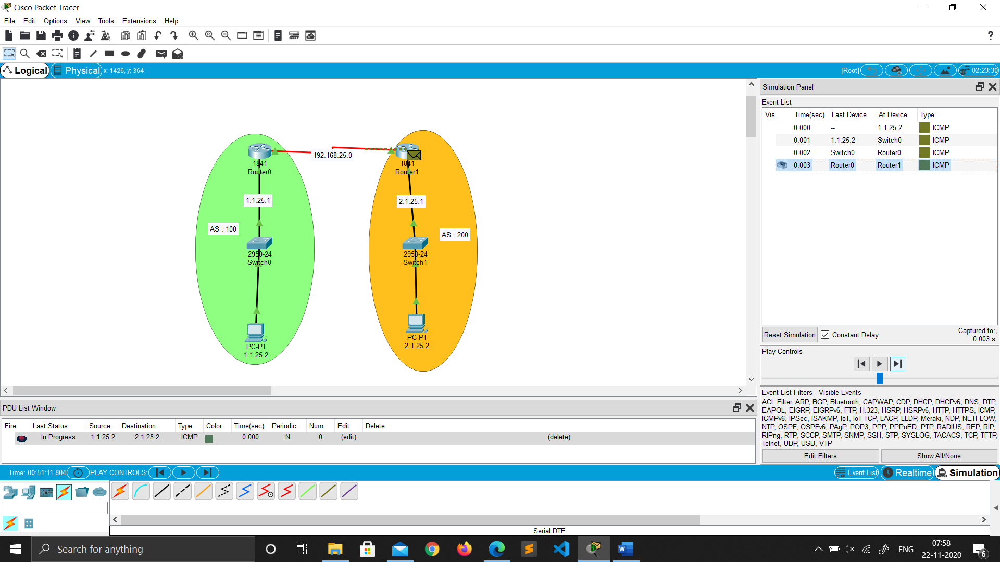 Cisco Packet Tracer
File Edit Options View Tools Extensions Help
Logical Physical x: 1426, y: 364 [Root] 02:23:30
192.168.25.0
1841
Router0
1841
Router1
1.1.25.1
2.1.25.1
AS : 100
AS : 200
2950-24
Switch0
2950-24
Switch1
PC-PT
1.1.25.2
PC-PT
2.1.25.2
Simulation Panel
Event List
Vis. Time(sec) Last Device At Device Type
0.000 -- 1.1.25.2 ICMP
0.001 1.1.25.2 Switch0 ICMP
0.002 Switch0 Router0 ICMP
0.003 Router0 Router1 ICMP
Reset Simulation Constant Delay Captured to:
0.003 s
Play Controls
Event List Filters - Visible Events
ACL Filter, ARP, BGP, Bluetooth, CAPWAP, CDP, DHCP, DHCPv6, DNS, DTP,
EAPOL, EIGRP, EIGRPv6, FTP, H.323, HSRP, HSRPv6, HTTP, HTTPS, ICMP,
ICMPv6, IPSec, ISAKMP, IoT, IoT TCP, LACP, LLDP, Meraki, NDP, NETFLOW,
NTP, OSPF, OSPFv6, PAgP, POP3, PPP, PPPoED, PTP, RADIUS, REP, RIP,
RIPng, RTP, SCCP, SMTP, SNMP, SSH, STP, SYSLOG, TACACS, TCP, TFTP,
Telnet, UDP, USB, VTP
Edit Filters Show All/None
PDU List Window
Fire Last Status Source Destination Type Color Time(sec) Periodic Num Edit Delete
In Progress 1.1.25.2 2.1.25.2 ICMP 0.000 N 0 (edit) (delete)
Time: 00:51:11.804 PLAY CONTROLS: Event List Realtime Simulation
Serial DTE
Search for anything
ENG
07:58
22-11-2020
6